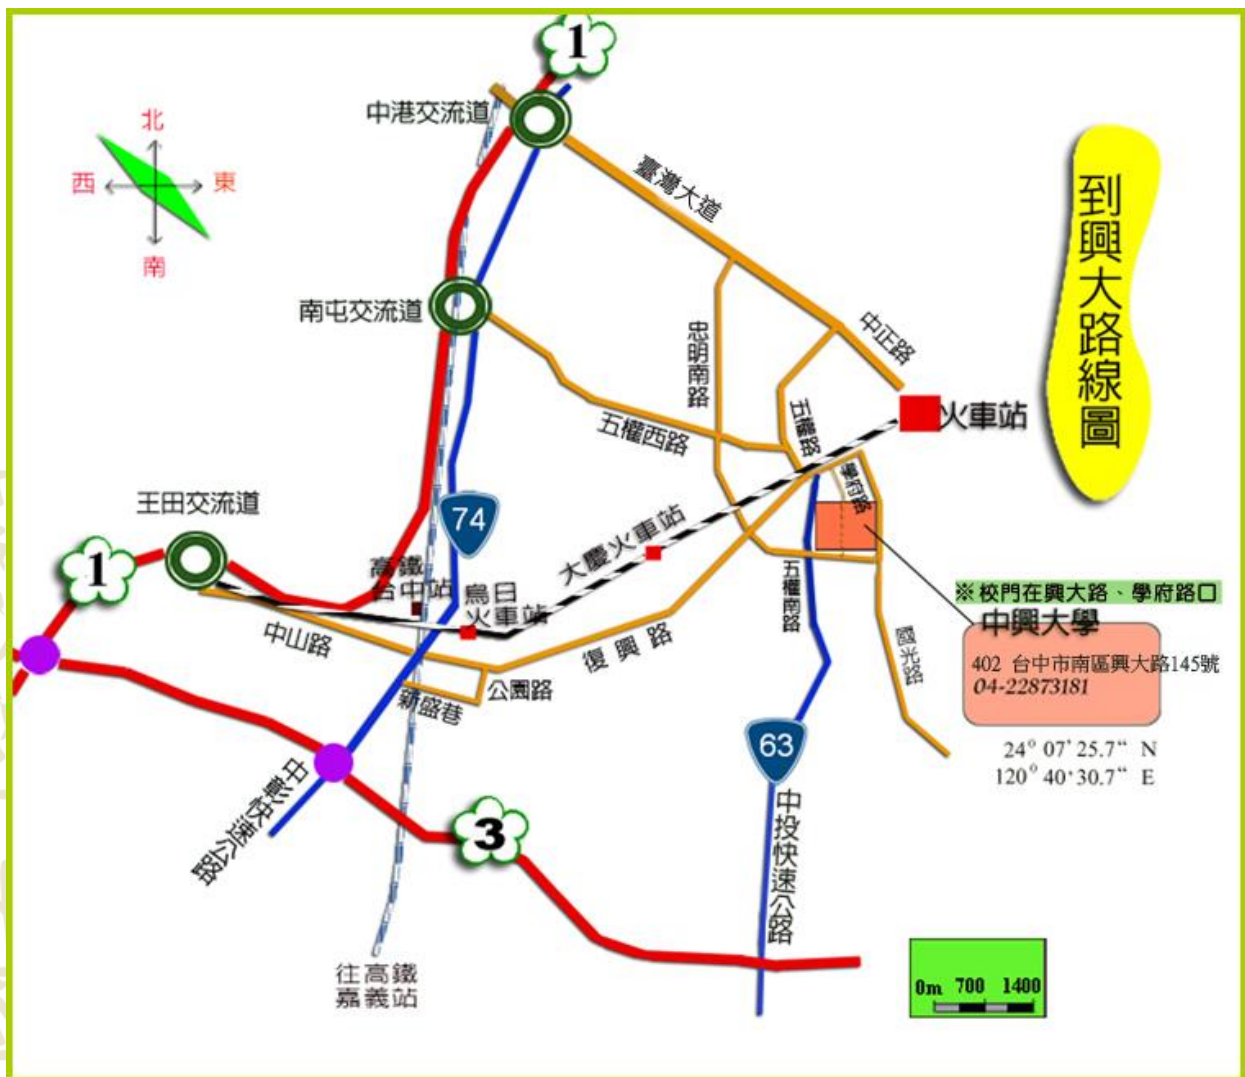 1
中港交流道
北
西
東
南
臺灣大道
到興大路線圖
南屯交流道
忠明南路
中正路
五權西路
五權路
火車站
學府路
王田交流道
74
大慶火車站
1
高鐵
台中站
烏日
火車站
五權南路
※校門在興大路、學府路口
中興大學
402 台中市南區興大路145號
04-22873181
中山路
復興路
國光路
公園路
新盛巷
24° 07' 25.7" N
120° 40' 30.7" E
63
中彰快速公路
3
中投快速公路
往高鐵
嘉義站
0m 700 1400